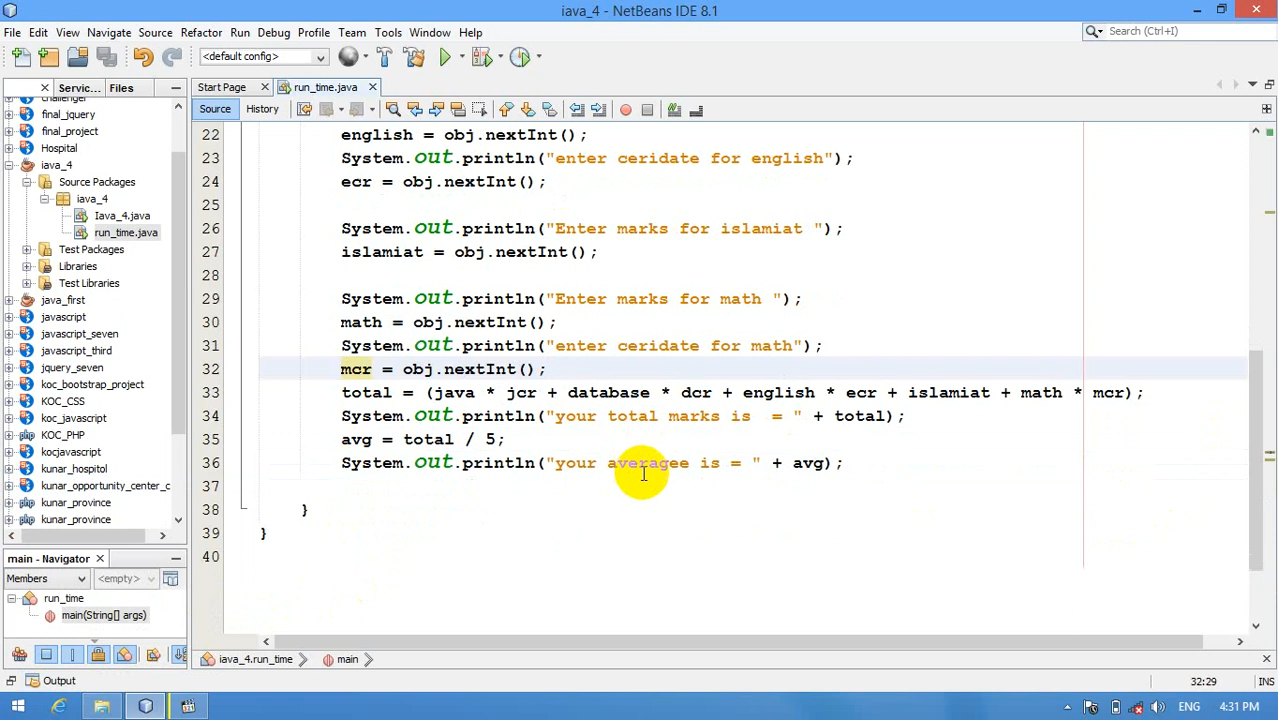 iava_4 - NetBeans IDE 8.1
File Edit View Navigate Source Refactor Run Debug Profile Team Tools Window Help
Search (Ctrl+I)
<default config>
Servic... Files
Start Page run_time.java
Source History
challenger
final_jquery
final_project
Hospital
iava_4
Source Packages
iava_4
Iava_4.java
run_time.java
Test Packages
Libraries
Test Libraries
java_first
javascript
javascript_seven
javascript_third
jquery_seven
koc_bootstrap_project
KOC_CSS
koc_javascript
KOC_PHP
kocjavascript
kunar_hospitol
kunar_opportunity_center_c
kunar_province
kunar_province
22 english = obj.nextInt();
23 System.out.println("enter ceridate for english");
24 ecr = obj.nextInt();
25
26 System.out.println("Enter marks for islamiat ");
27 islamiat = obj.nextInt();
28
29 System.out.println("Enter marks for math ");
30 math = obj.nextInt();
31 System.out.println("enter ceridate for math");
32 mcr = obj.nextInt();
33 total = (java * jcr + database * dcr + english * ecr + islamiat + math * mcr);
34 System.out.println("your total marks is  = " + total);
35 avg = total / 5;
36 System.out.println("your averagee is = " + avg);
37
38 }
39 }
40
main - Navigator
Members <empty>
run_time
main(String[] args)
iava_4.run_time main
Output
32:29 INS
ENG 4:31 PM